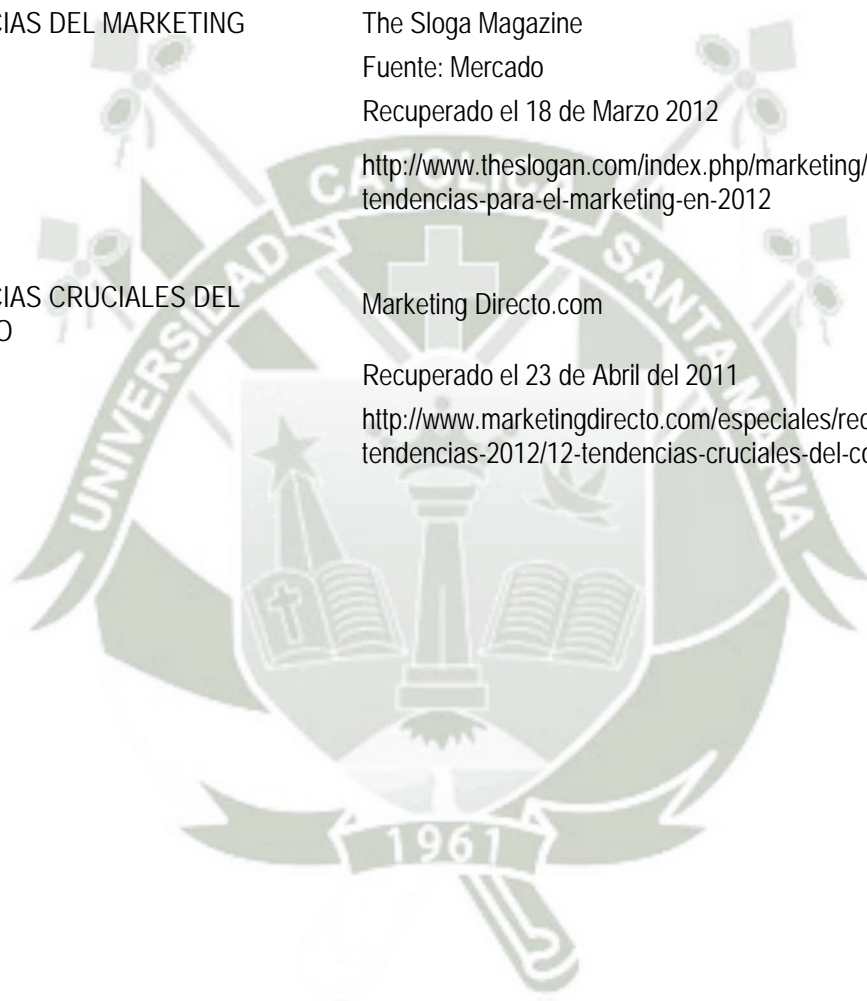 CIAS DEL MARKETING
The Sloga Magazine
Fuente: Mercado
Recuperado el 18 de Marzo 2012
http://www.theslogan.com/index.php/marketing/
tendencias-para-el-marketing-en-2012
CIAS CRUCIALES DEL
O
Marketing Directo.com
Recuperado el 23 de Abril del 2011
http://www.marketingdirecto.com/especiales/rec
tendencias-2012/12-tendencias-cruciales-del-co
UNIVERSIDAD CATOLICA SANTA MARIA
1961